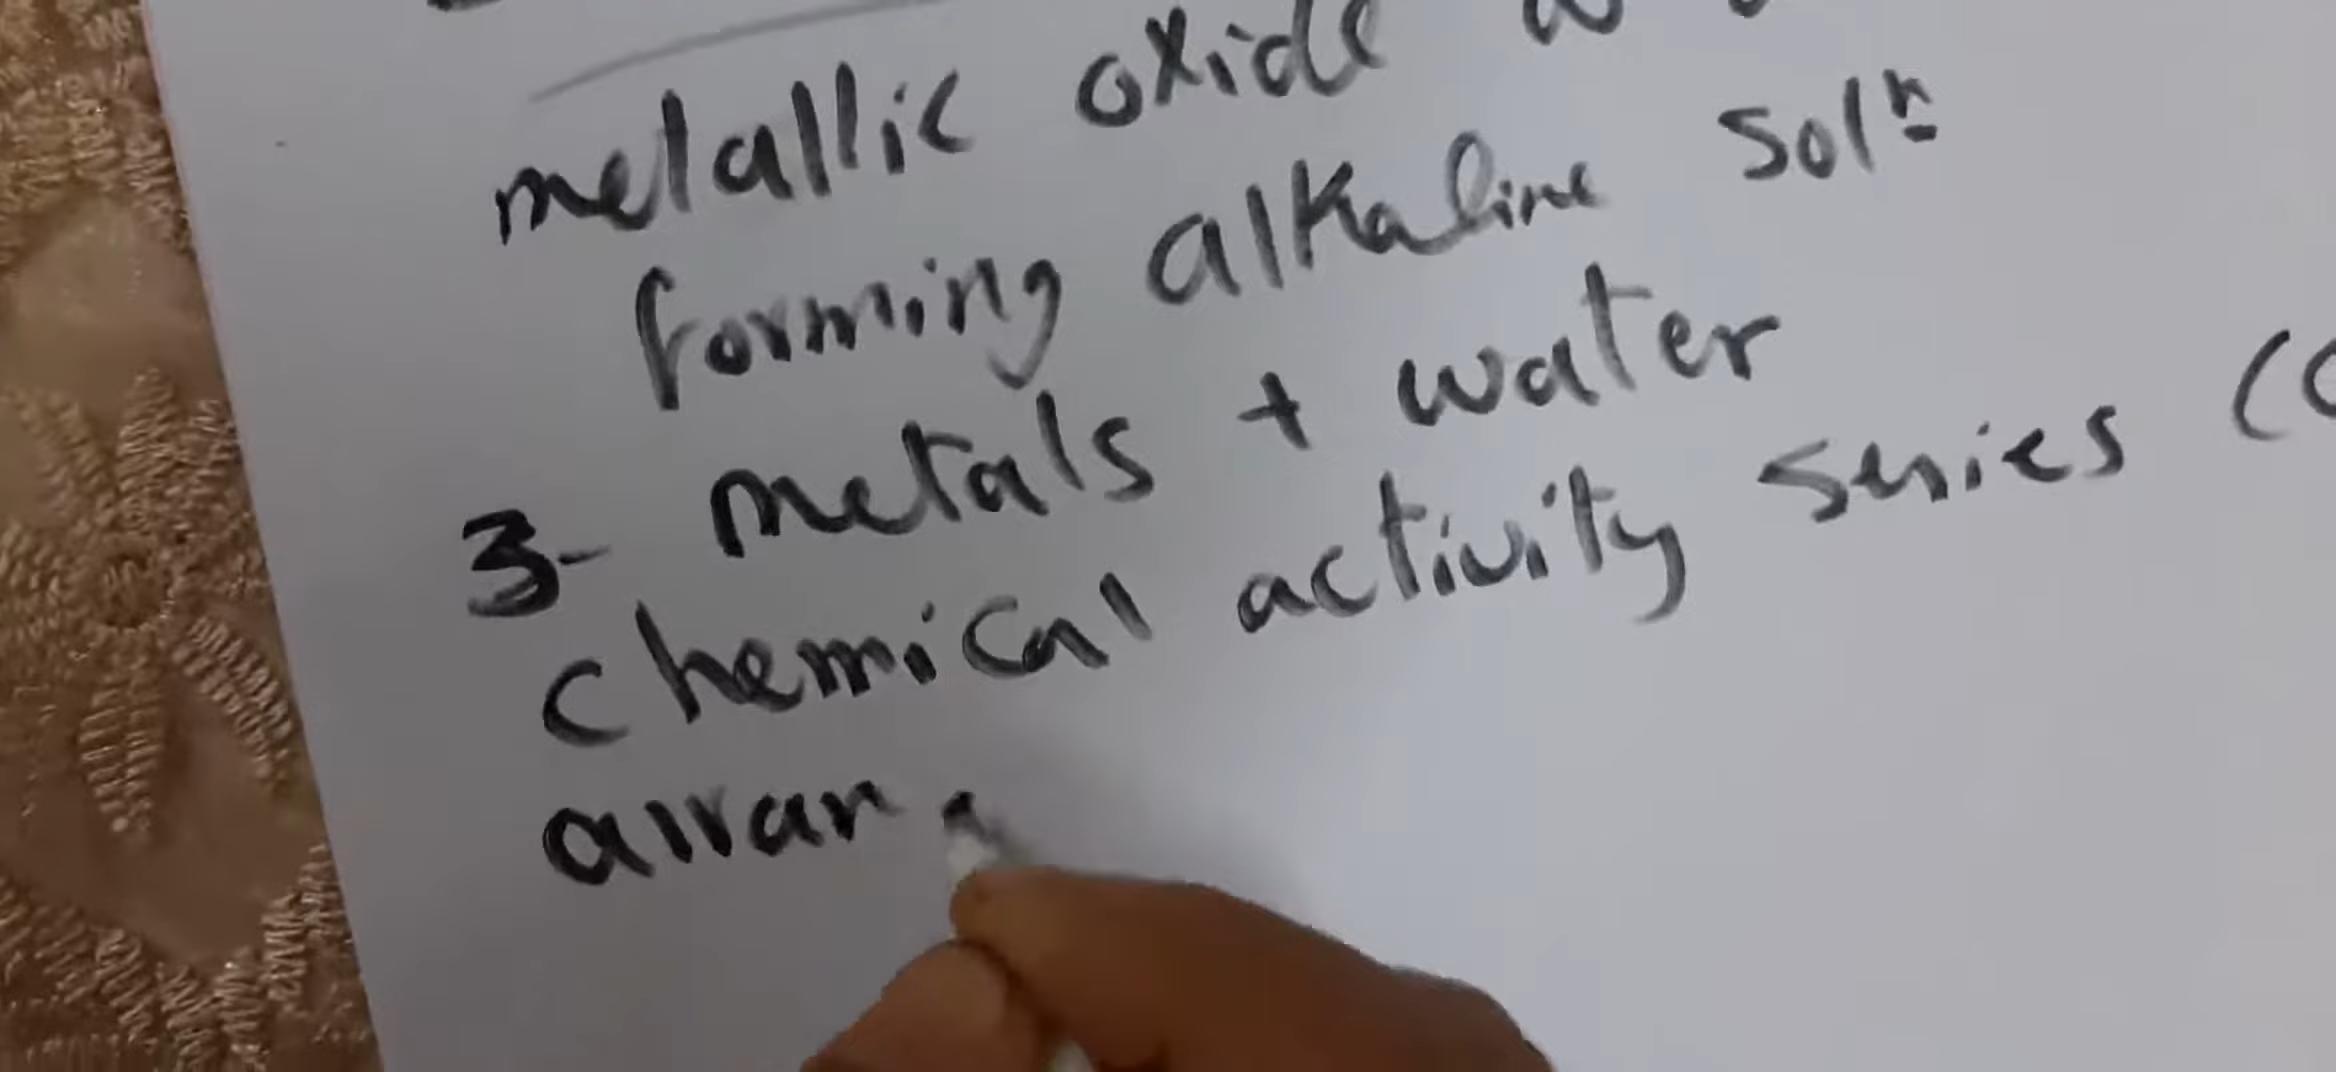 metallic oxide
forming alkaline solⁿ
3- metals + water
chemical activity series (
arran